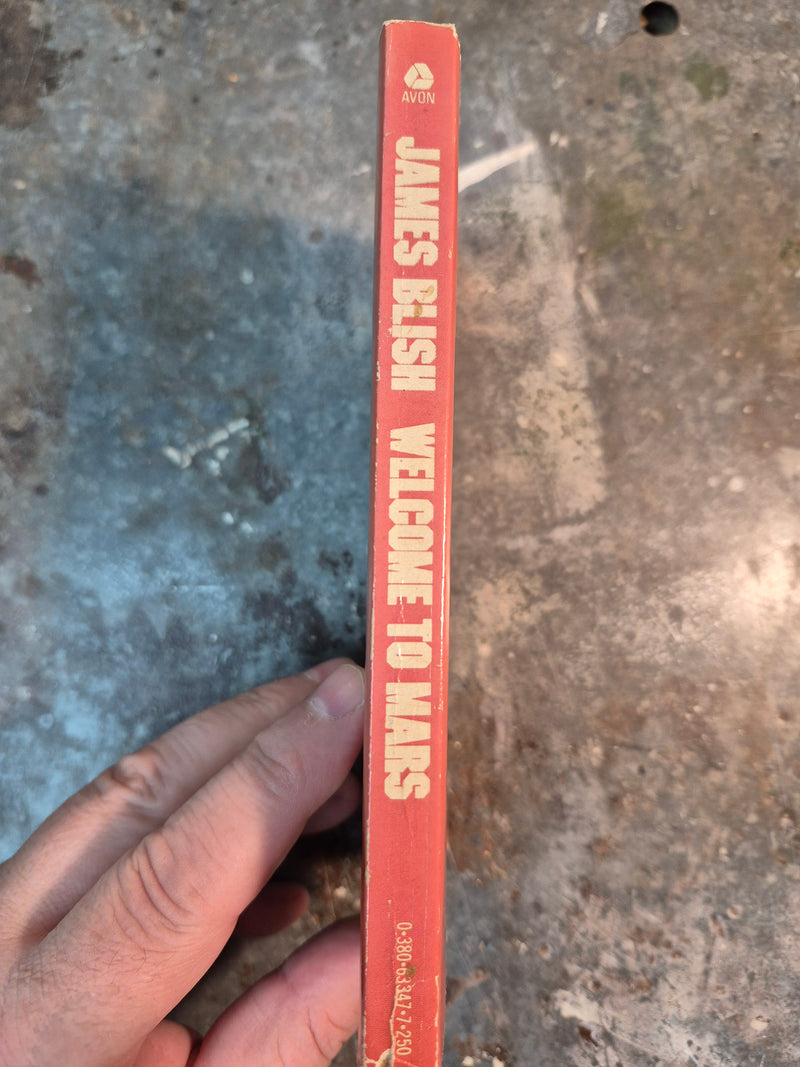 AVON
JAMES BLISH WELCOME TO MARS
0·380·63347·7·250